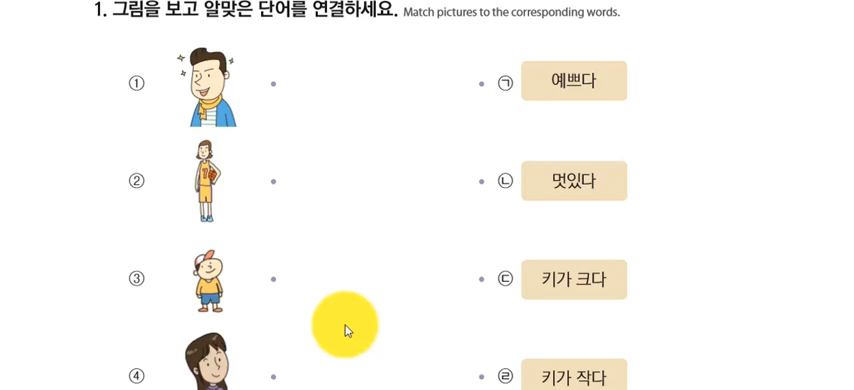 1. 그림을 보고 알맞은 단어를 연결하세요. Match pictures to the corresponding words.
① ㉠ 예쁘다
② ㉡ 멋있다
③ ㉢ 키가 크다
④ ㉣ 키가 작다